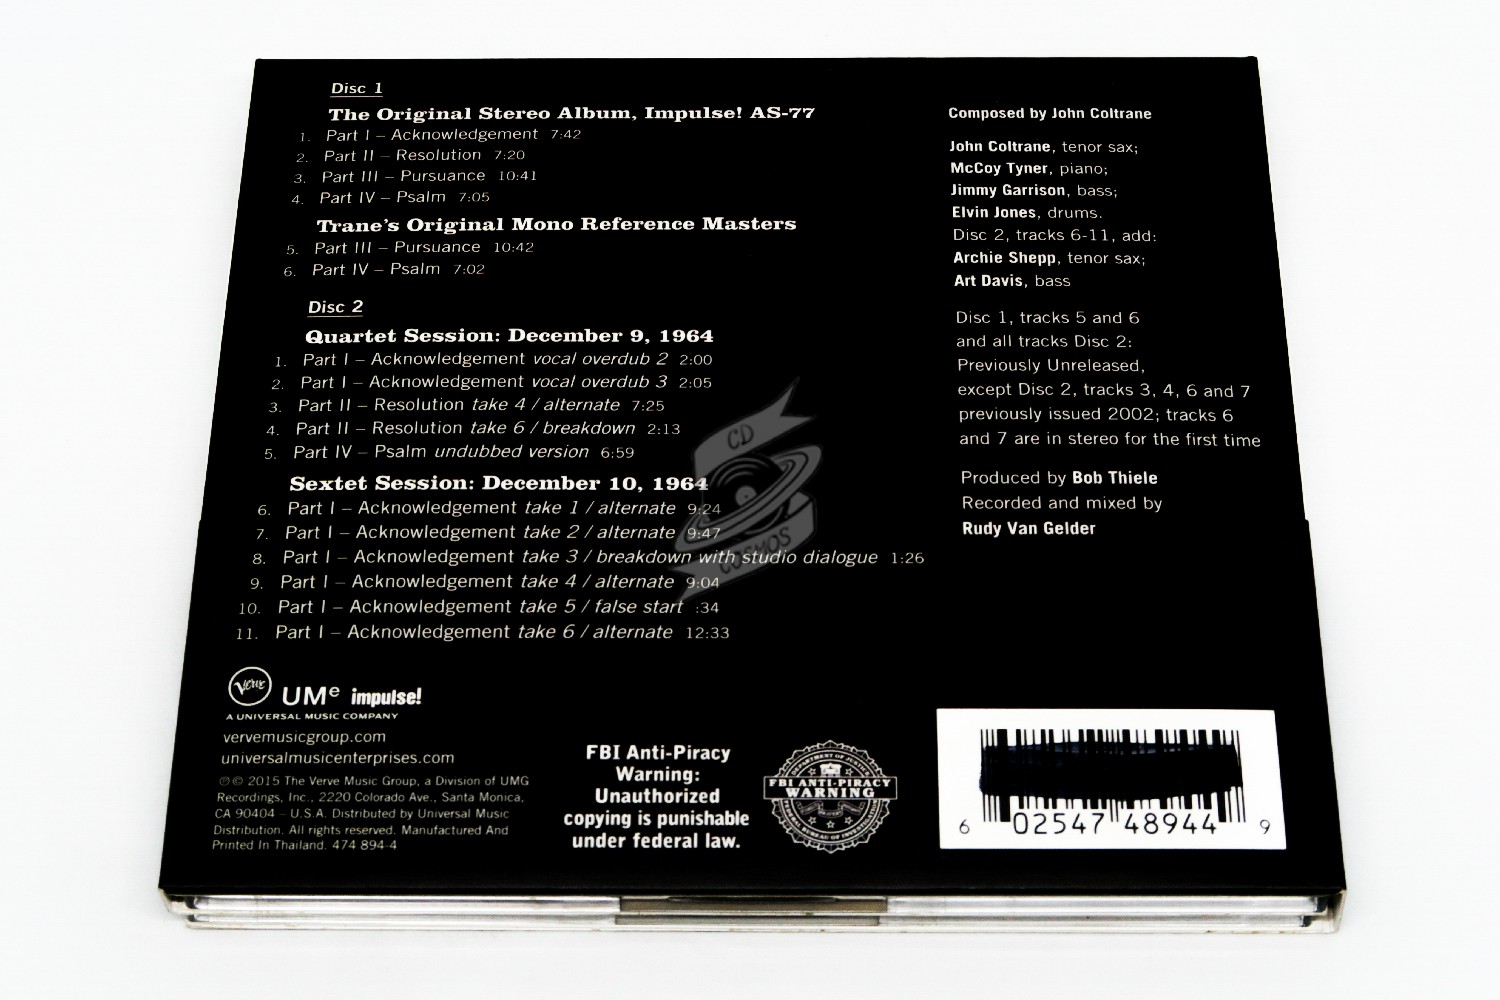 Disc 1
The Original Stereo Album, Impulse! AS-77
1. Part I – Acknowledgement 7:42
2. Part II – Resolution 7:20
3. Part III – Pursuance 10:41
4. Part IV – Psalm 7:05
Trane's Original Mono Reference Masters
5. Part III – Pursuance 10:42
6. Part IV – Psalm 7:02
Disc 2
Quartet Session: December 9, 1964
1. Part I – Acknowledgement vocal overdub 2 2:00
2. Part I – Acknowledgement vocal overdub 3 2:05
3. Part II – Resolution take 4 / alternate 7:25
4. Part II – Resolution take 6 / breakdown 2:13
5. Part IV – Psalm undubbed version 6:59
Sextet Session: December 10, 1964
6. Part I – Acknowledgement take 1 / alternate 9:24
7. Part I – Acknowledgement take 2 / alternate 9:47
8. Part I – Acknowledgement take 3 / breakdown with studio dialogue 1:26
9. Part I – Acknowledgement take 4 / alternate 9:04
10. Part I – Acknowledgement take 5 / false start :34
11. Part I – Acknowledgement take 6 / alternate 12:33
Composed by John Coltrane
John Coltrane, tenor sax;
McCoy Tyner, piano;
Jimmy Garrison, bass;
Elvin Jones, drums.
Disc 2, tracks 6-11, add:
Archie Shepp, tenor sax;
Art Davis, bass
Disc 1, tracks 5 and 6
and all tracks Disc 2:
Previously Unreleased,
except Disc 2, tracks 3, 4, 6 and 7
previously issued 2002; tracks 6
and 7 are in stereo for the first time
Produced by Bob Thiele
Recorded and mixed by
Rudy Van Gelder
CD
COSMOS
Verve UMe impulse!
A UNIVERSAL MUSIC COMPANY
vervemusicgroup.com
universalmusicenterprises.com
℗© 2015 The Verve Music Group, a Division of UMG
Recordings, Inc., 2220 Colorado Ave., Santa Monica,
CA 90404 – U.S.A. Distributed by Universal Music
Distribution. All rights reserved. Manufactured And
Printed In Thailand. 474 894-4
FBI Anti-Piracy
Warning:
Unauthorized
copying is punishable
under federal law.
DEPARTMENT OF JUSTICE
FBI ANTI-PIRACY
WARNING
FEDERAL BUREAU OF INVESTIGATION
6 02547 48944 9